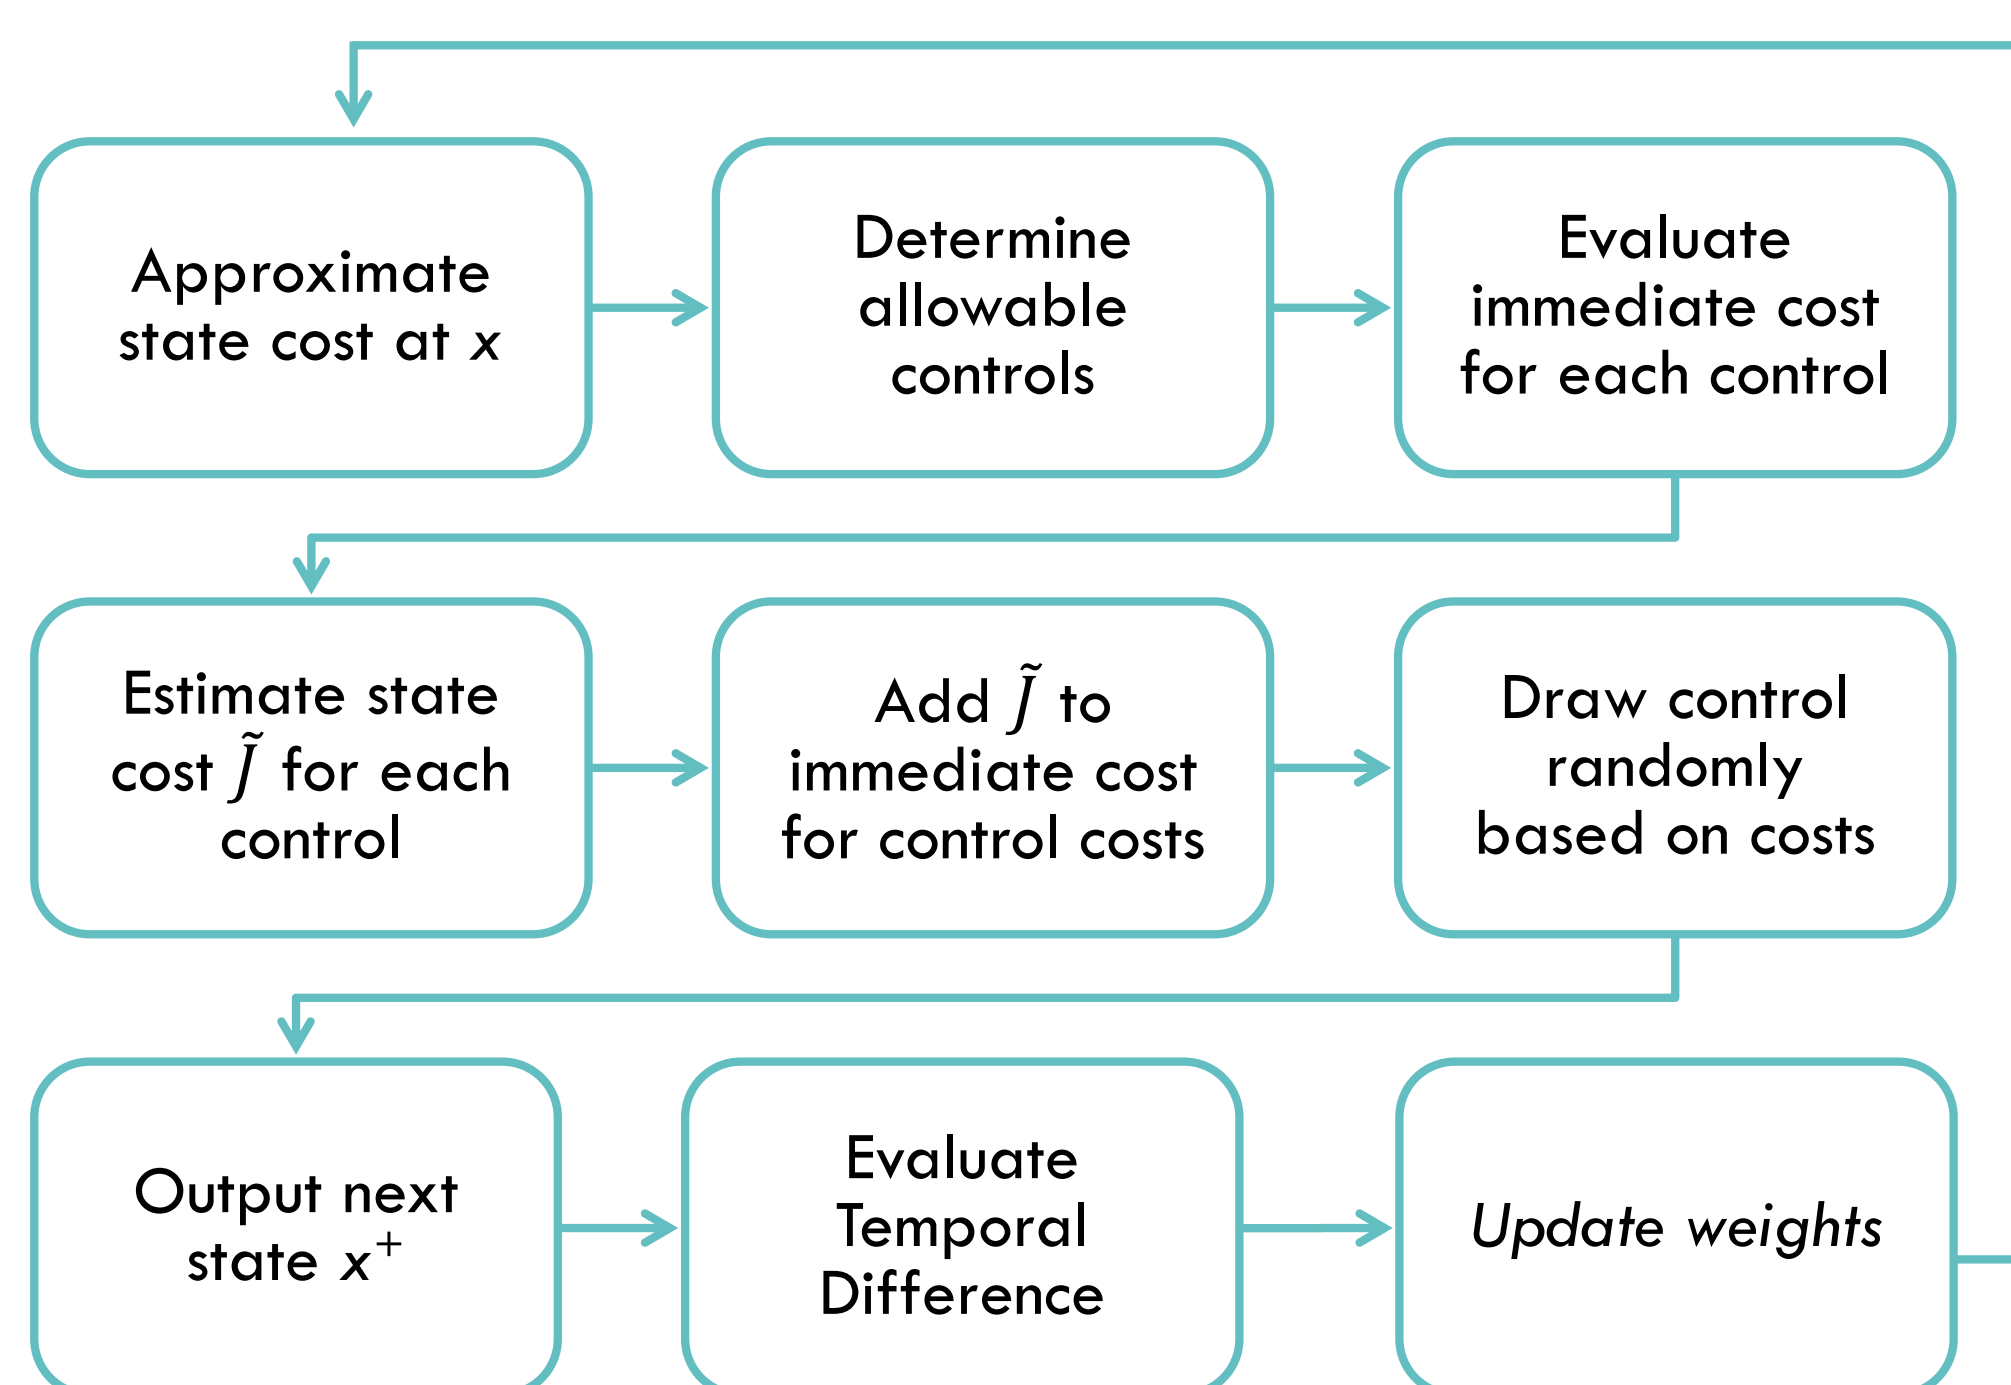 Approximate
state cost at x
Determine
allowable
controls
Evaluate
immediate cost
for each control
Estimate state
cost J̃ for each
control
Add J̃ to
immediate cost
for control costs
Draw control
randomly
based on costs
Output next
state x⁺
Evaluate
Temporal
Difference
Update weights